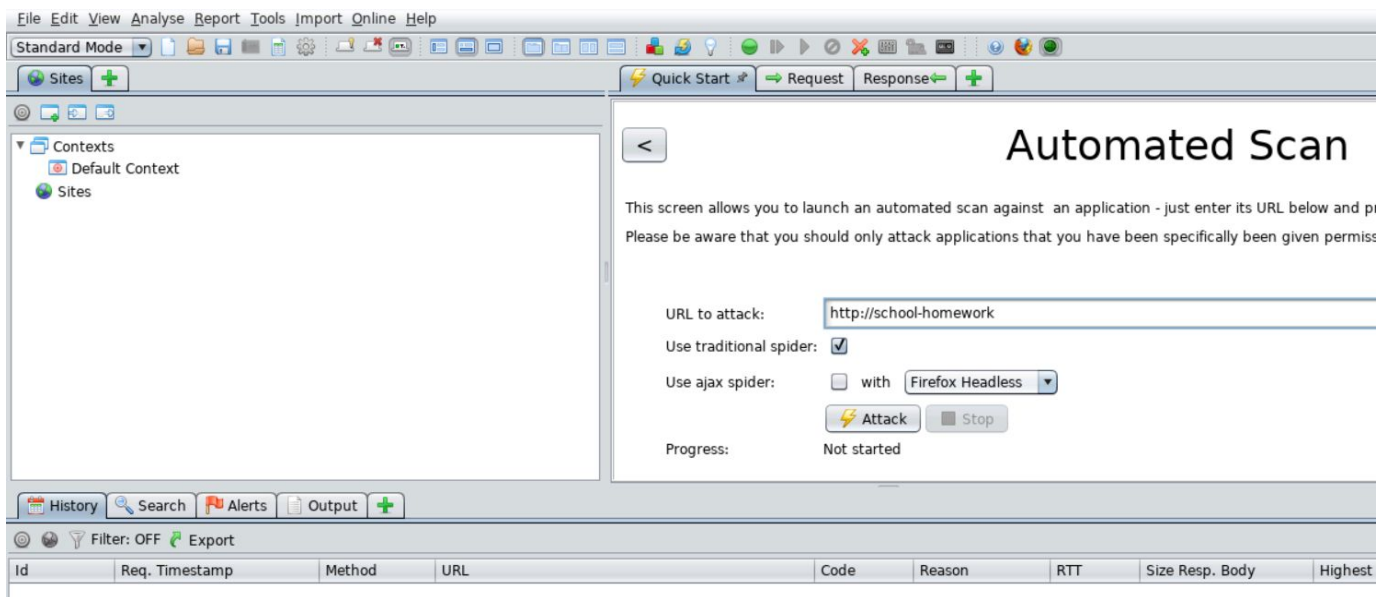 File Edit View Analyse Report Tools Import Online Help
Standard Mode
Sites
Quick Start
Request
Response
Contexts
Default Context
Sites
<
Automated Scan
This screen allows you to launch an automated scan against an application - just enter its URL below and
Please be aware that you should only attack applications that you have been specifically been given
URL to attack: http://school-homework
Use traditional spider:
Use ajax spider: with Firefox Headless
Attack Stop
Progress: Not started
History Search Alerts Output
Filter: OFF Export
Id Req. Timestamp Method URL Code Reason RTT Size Resp. Body Highest